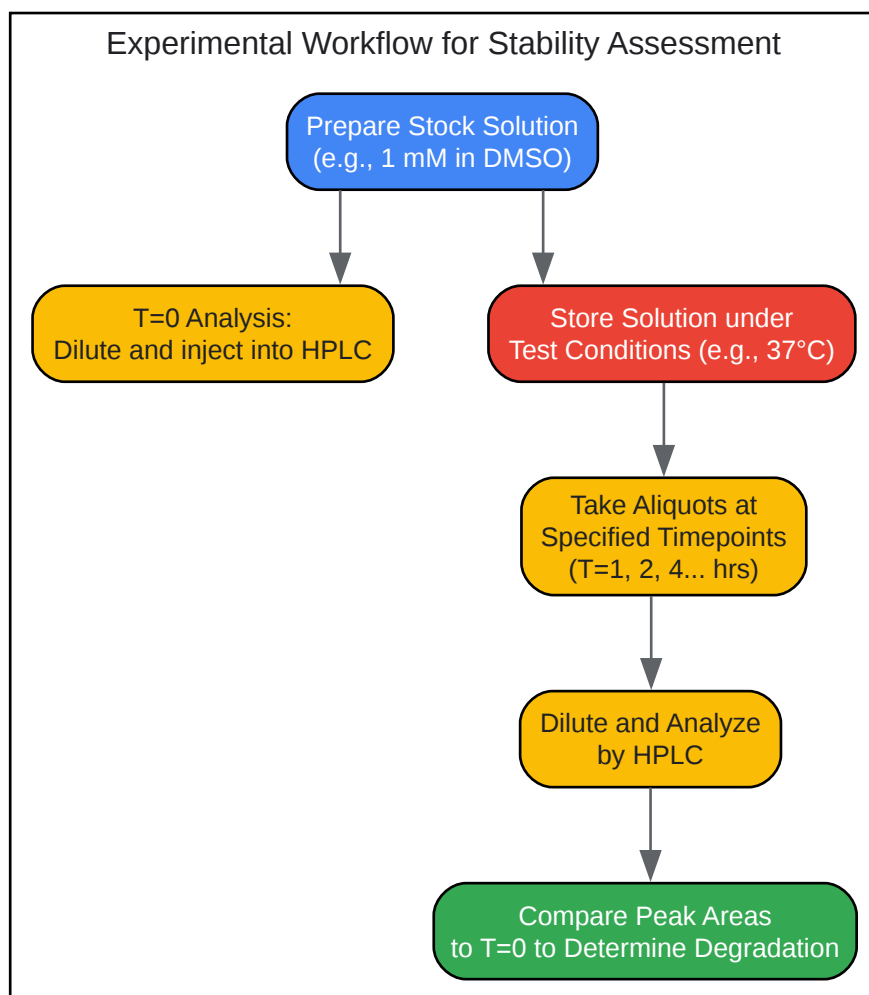 Experimental Workflow for Stability Assessment
Prepare Stock Solution
(e.g., 1 mM in DMSO)
T=0 Analysis:
Dilute and inject into HPLC
Store Solution under
Test Conditions (e.g., 37°C)
Take Aliquots at
Specified Timepoints
(T=1, 2, 4... hrs)
Dilute and Analyze
by HPLC
Compare Peak Areas
to T=0 to Determine Degradation